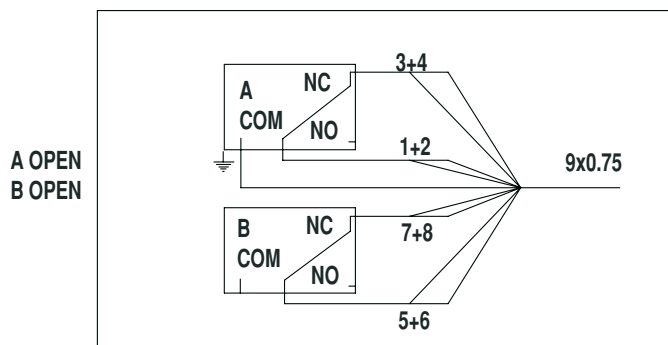 3+4
A
NC
COM
NO
1+2
A OPEN
B OPEN
9x0.75
B
NC
COM
NO
7+8
5+6